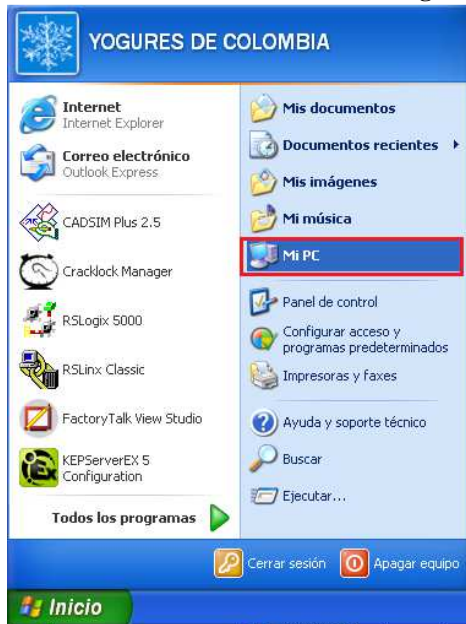 YOGURES DE COLOMBIA
Internet
Internet Explorer
Correo electrónico
Outlook Express
CADSIM Plus 2.5
Cracklock Manager
RSLogix 5000
RSLinx Classic
FactoryTalk View Studio
KEPServerEX 5
Configuration
Todos los programas
Mis documentos
Documentos recientes
Mis imágenes
Mi música
Mi PC
Panel de control
Configurar acceso y
programas predeterminados
Impresoras y faxes
Ayuda y soporte técnico
Buscar
Ejecutar...
Cerrar sesión
Apagar equipo
Inicio